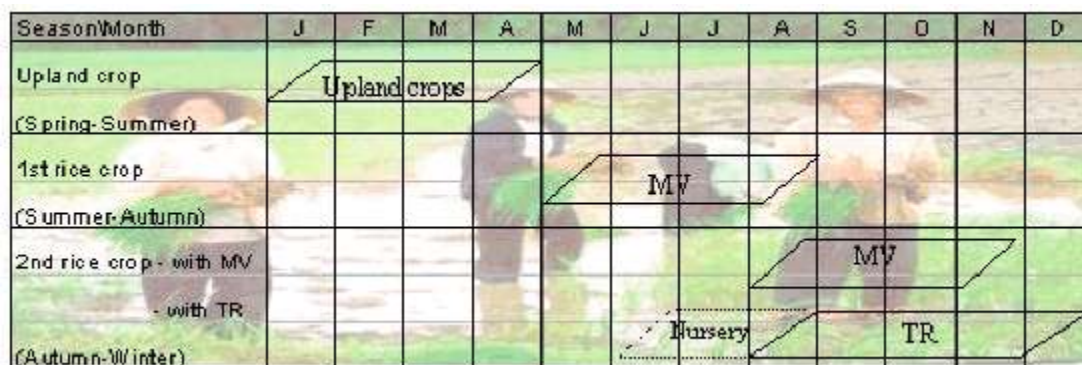 Season\Month J F M A M J J A S O N D
Upland crop
Upland crops
(Spring-Summer)
1st rice crop
MV
(Summer-Autumn)
2nd rice crop - with MV
MV
- with TR
Nursery TR
(Autumn-Winter)